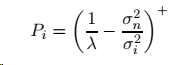 P_i = \left( \frac{1}{\lambda} - \frac{\sigma_n^2}{\sigma_i^2} \right)^+